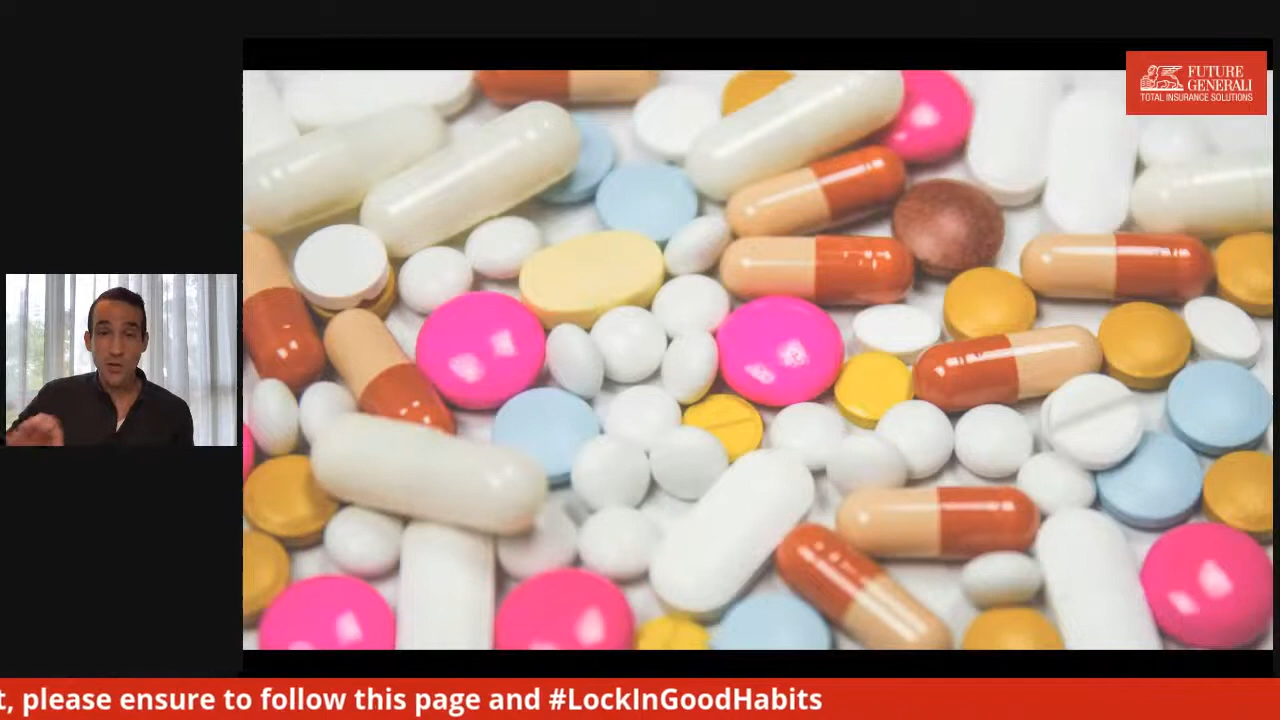 FUTURE
GENERALI
TOTAL INSURANCE SOLUTIONS
t, please ensure to follow this page and #LockInGoodHabits